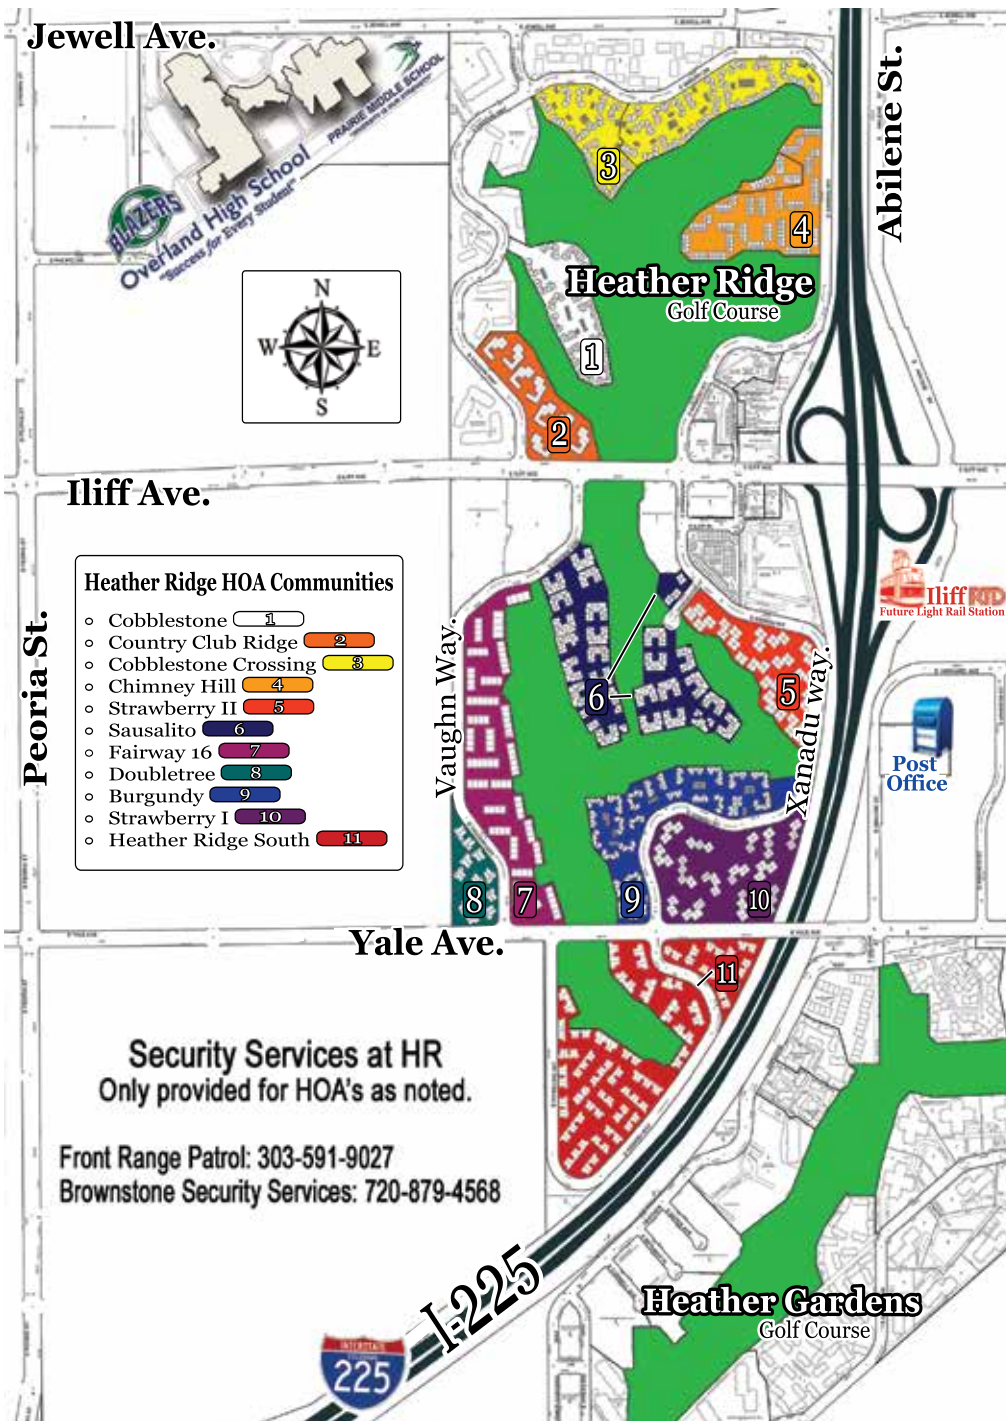 Jewell Ave.
PRAIRIE MIDDLE SCHOOL
BLAZERS
Overland High School
"Success for Every Student"
Abilene St.
3
4
Heather Ridge
Golf Course
N
W E
S
1
2
Iliff Ave.
Iliff RTD
Future Light Rail Station
Heather Ridge HOA Communities
Cobblestone 1
Country Club Ridge 2
Cobblestone Crossing 3
Chimney Hill 4
Strawberry II 5
Sausalito 6
Fairway 16 7
Doubletree 8
Burgundy 9
Strawberry I 10
Heather Ridge South 11
Peoria St.
Vaughn Way.
6
5
Xanadu way.
Post
Office
8
7
9
10
Yale Ave.
11
Security Services at HR
Only provided for HOA's as noted.
Front Range Patrol: 303-591-9027
Brownstone Security Services: 720-879-4568
I-225
INTERSTATE
225
Heather Gardens
Golf Course